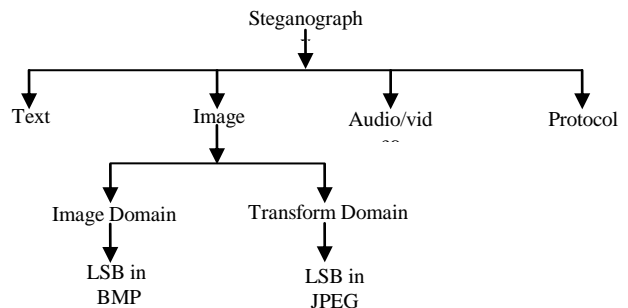 Steganograph
Text
Image
Audio/vid
Protocol
Image Domain
Transform Domain
LSB in
BMP
LSB in
JPEG